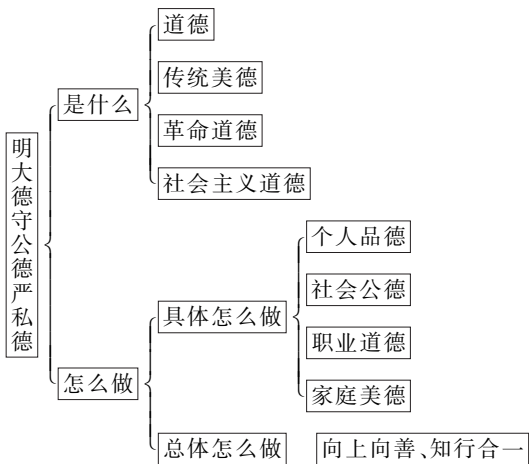 明大德守公德严私德
是什么
道德
传统美德
革命道德
社会主义道德
怎么做
具体怎么做
个人品德
社会公德
职业道德
家庭美德
总体怎么做
向上向善、知行合一